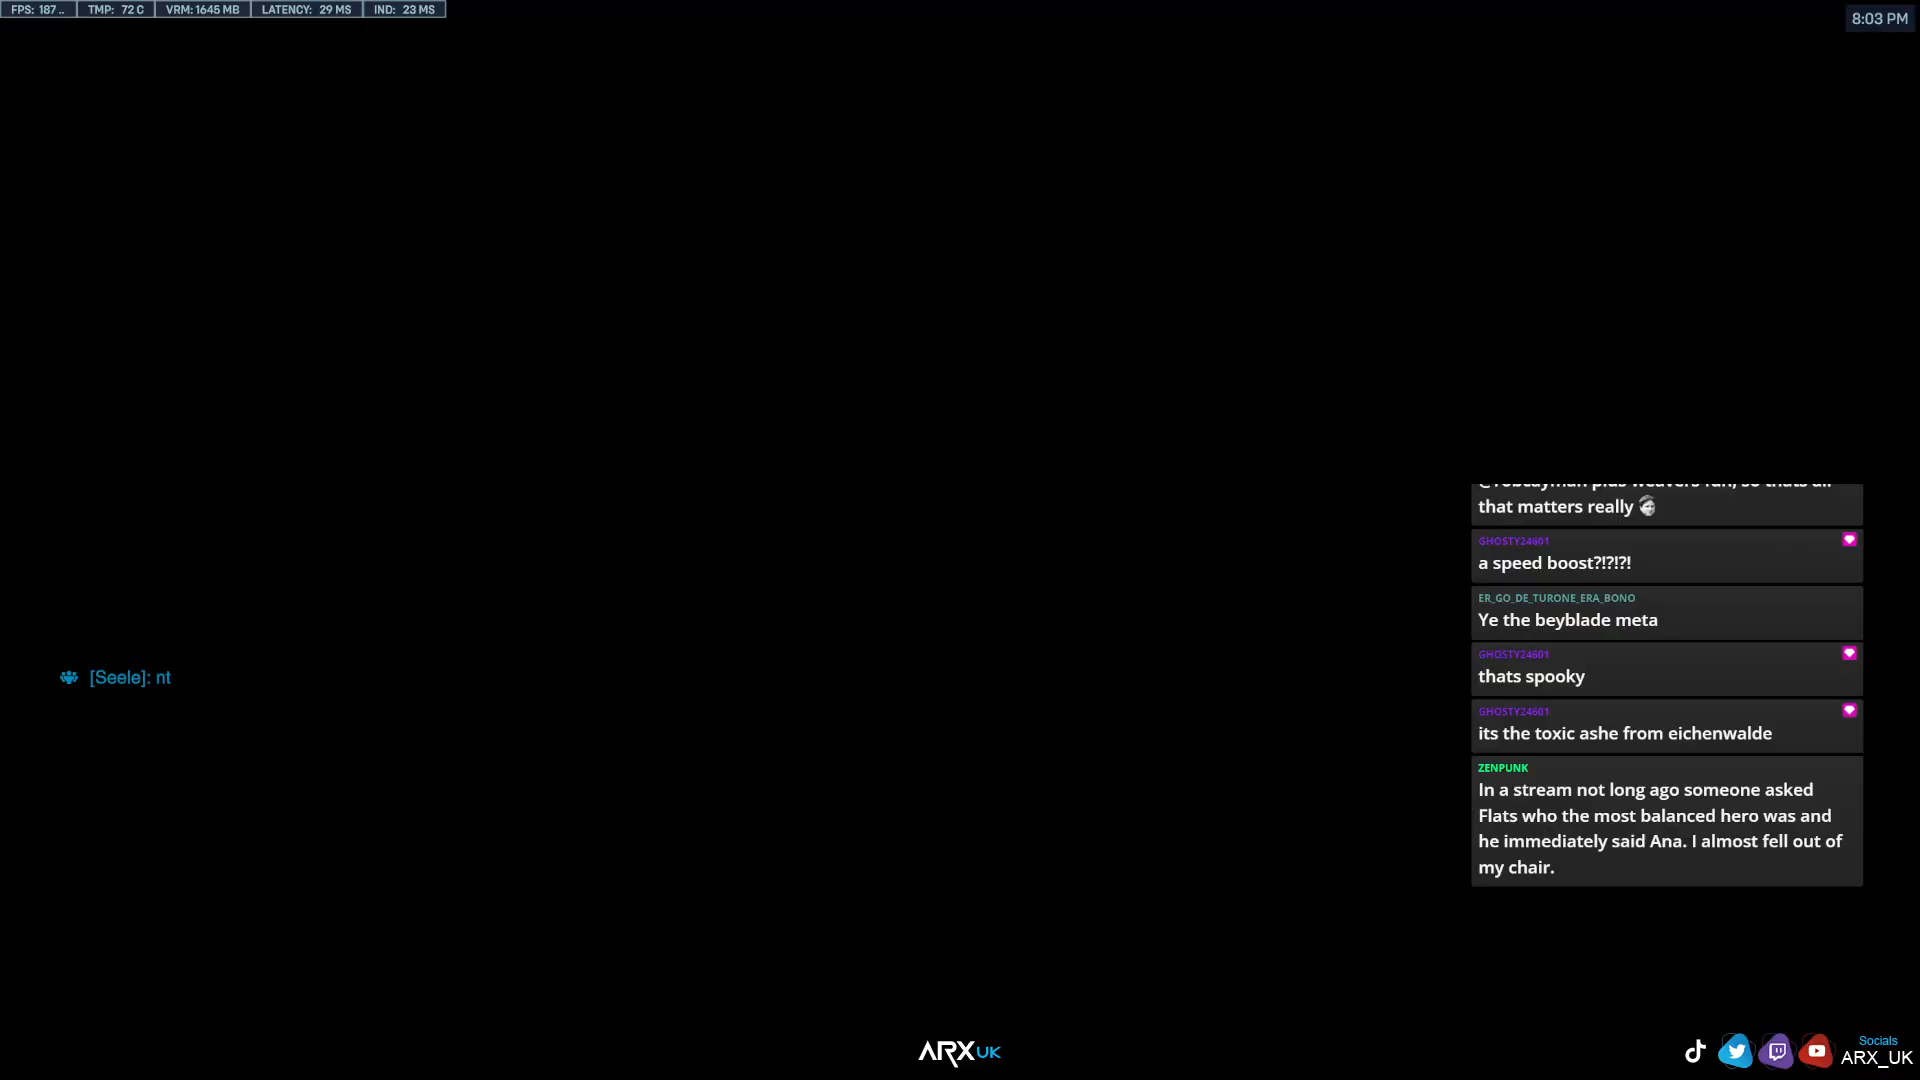 FPS: 187 .. TMP: 72 C VRM: 1645 MB LATENCY: 29 MS IND: 23 MS
8:03 PM
that matters really
GHOSTY24601
a speed boost?!?!?!
ER_GO_DE_TURONE_ERA_BONO
Ye the beyblade meta
GHOSTY24601
thats spooky
GHOSTY24601
its the toxic ashe from eichenwalde
ZENPUNK
In a stream not long ago someone asked
Flats who the most balanced hero was and
he immediately said Ana. I almost fell out of
my chair.
[Seele]: nt
ARX UK
Socials
ARX_UK